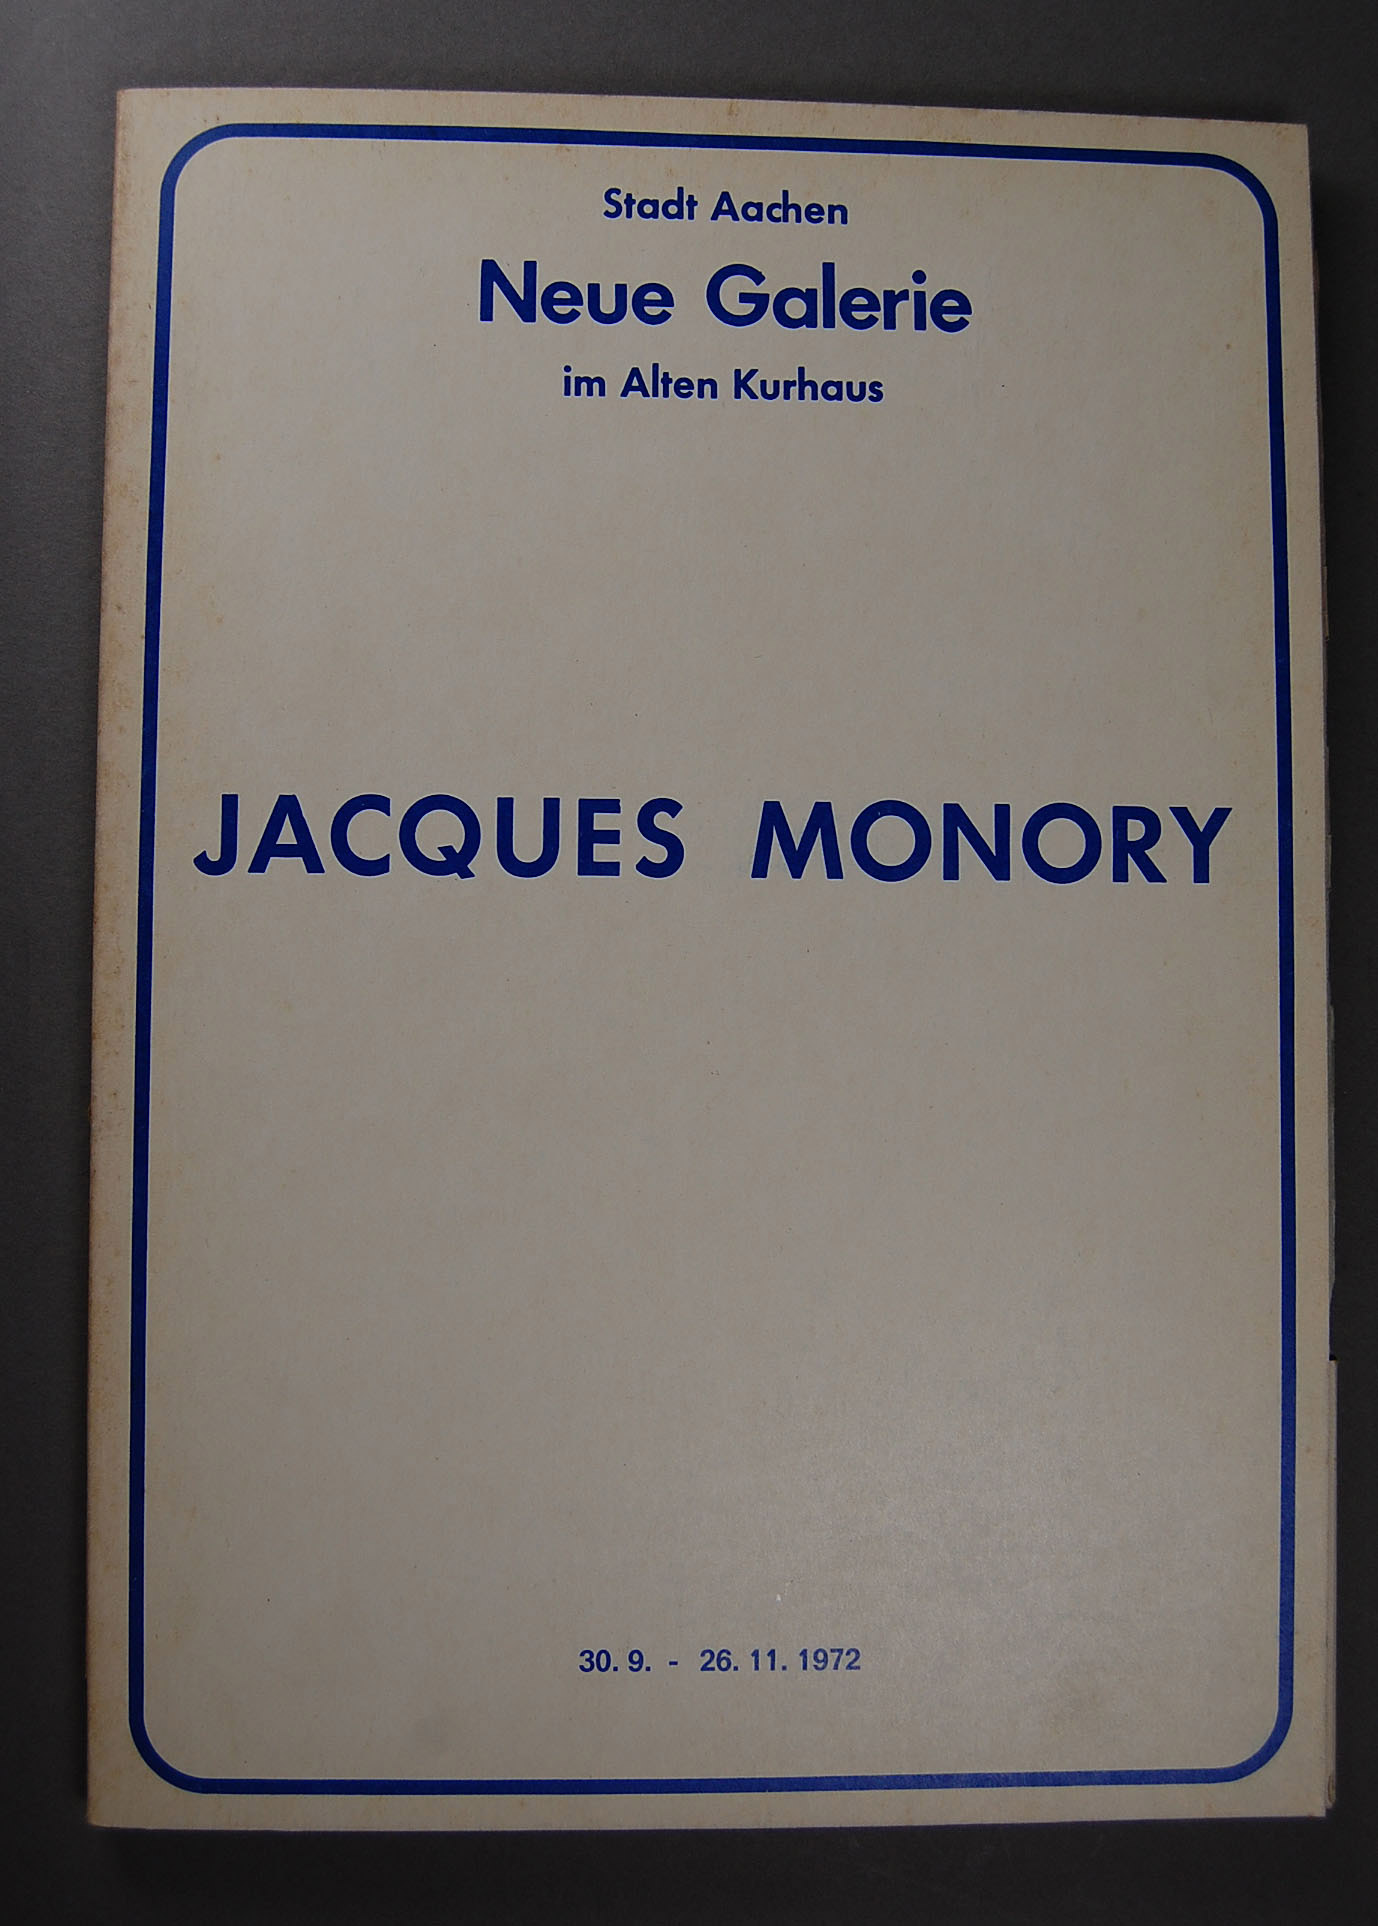 Stadt Aachen
Neue Galerie
im Alten Kurhaus
JACQUES MONORY
30. 9. - 26. 11. 1972